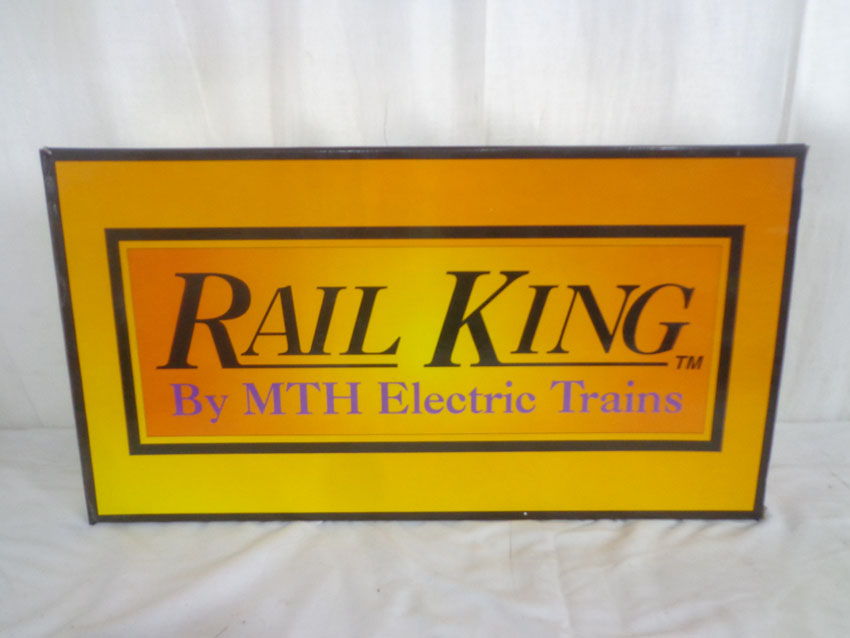 RAIL KING TM
By MTH Electric Trains